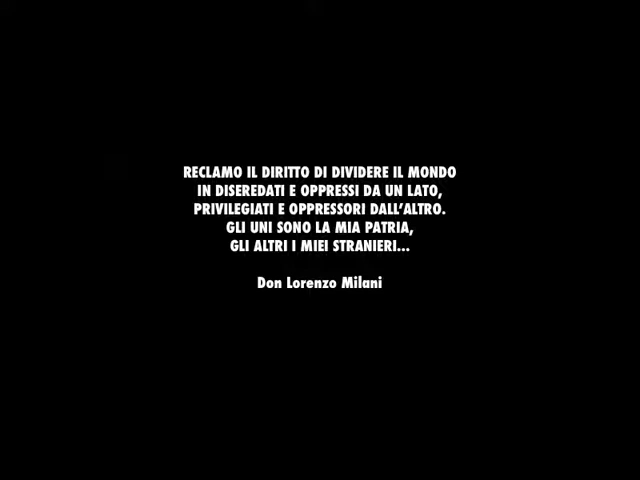 RECLAMO IL DIRITTO DI DIVIDERE IL MONDO
IN DISEREDATI E OPPRESSI DA UN LATO,
PRIVILEGIATI E OPPRESSORI DALL'ALTRO.
GLI UNI SONO LA MIA PATRIA,
GLI ALTRI I MIEI STRANIERI...
Don Lorenzo Milani